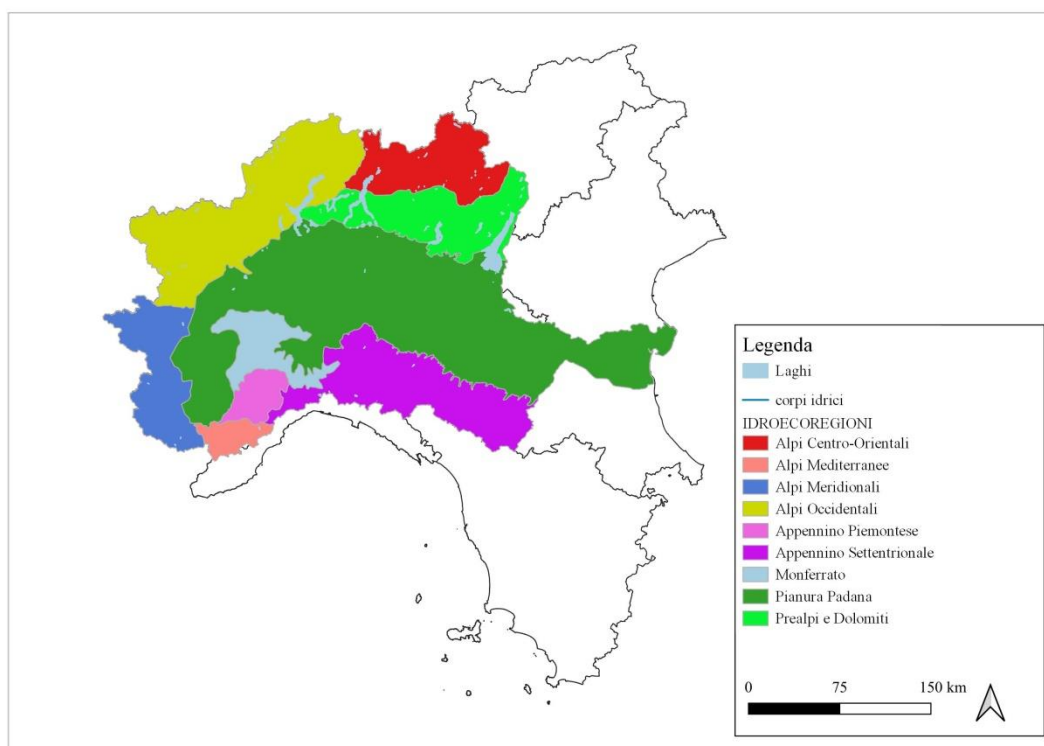 Legenda
Laghi
corpi idrici
IDROECOREGIONI
Alpi Centro-Orientali
Alpi Mediterranee
Alpi Meridionali
Alpi Occidentali
Appennino Piemontese
Appennino Settentrionale
Monferrato
Pianura Padana
Prealpi e Dolomiti
0 75 150 km